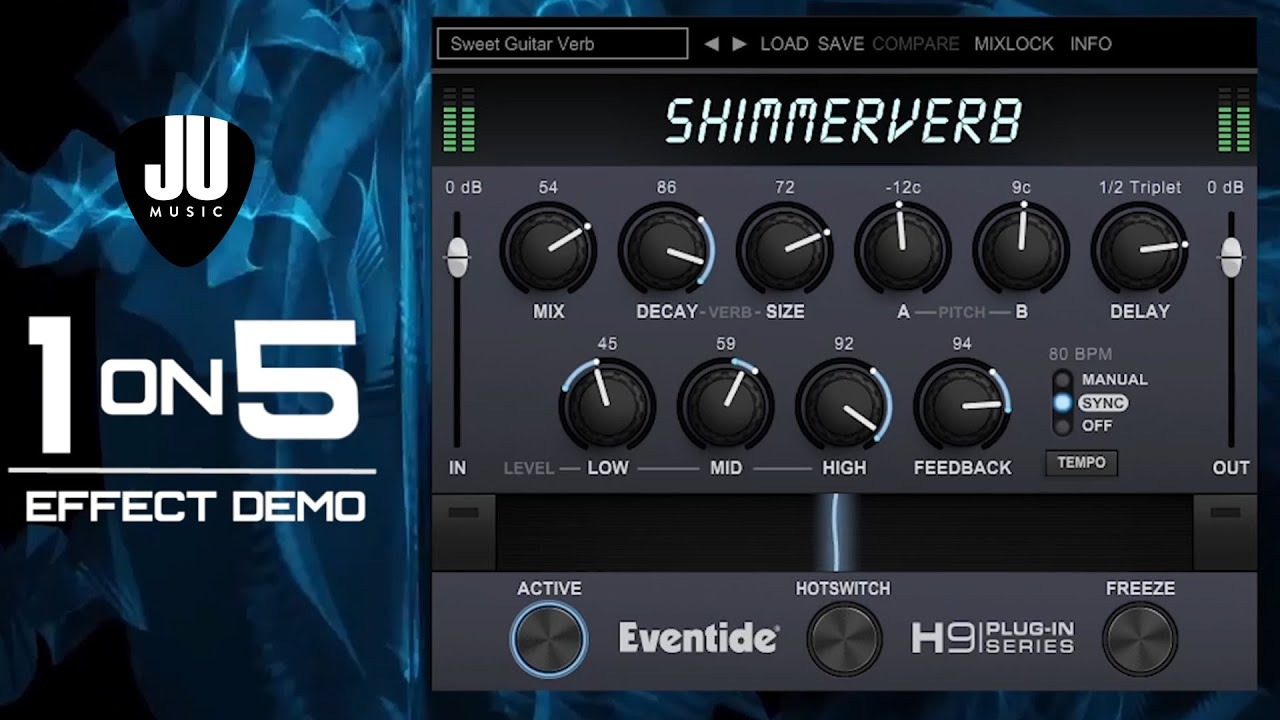 JU
MUSIC
1 ON 5
EFFECT DEMO
Sweet Guitar Verb
LOAD SAVE COMPARE MIXLOCK INFO
SHIMMERVERB
0 dB 54 86 72 -12c 9c 1/2 Triplet 0 dB
MIX DECAY - VERB - SIZE A PITCH B DELAY
45 59 92 94
80 BPM
MANUAL
SYNC
OFF
TEMPO
IN LEVEL LOW MID HIGH FEEDBACK OUT
ACTIVE HOTSWITCH FREEZE
Eventide® H9 PLUG-IN SERIES